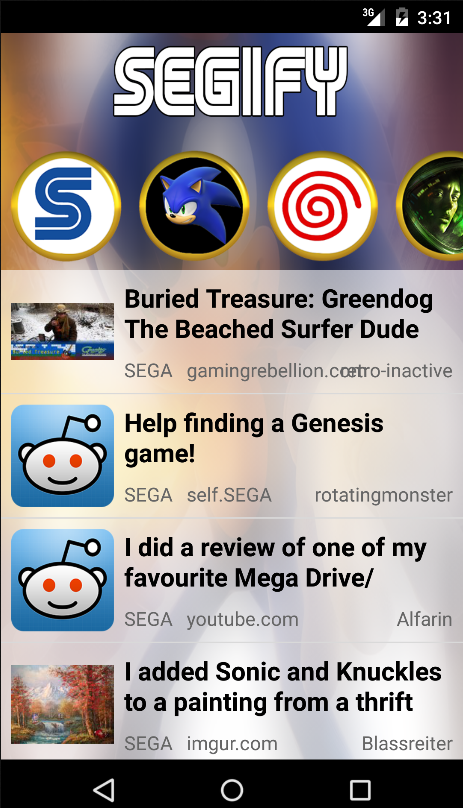 3G 3:31
SEGIFY
Buried Treasure: Greendog
The Beached Surfer Dude
SEGA gamingrebellion.com retro-inactive
Help finding a Genesis
game!
SEGA self.SEGA rotatingmonster
I did a review of one of my
favourite Mega Drive/
SEGA youtube.com Alfarin
I added Sonic and Knuckles
to a painting from a thrift
SEGA imgur.com Blassreiter